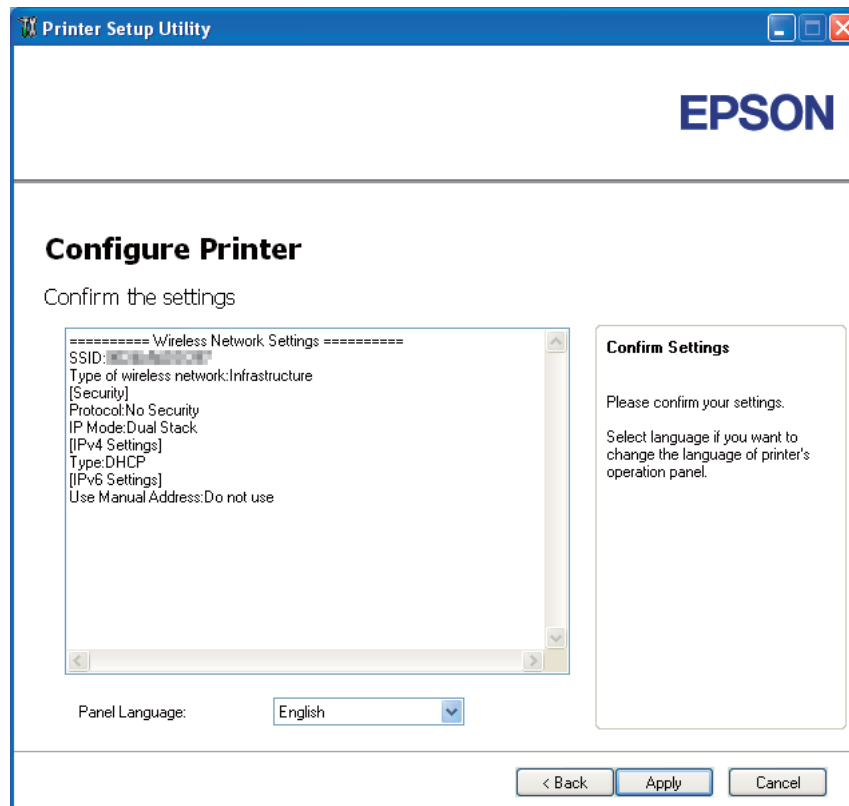 Printer Setup Utility
EPSON
Configure Printer
Confirm the settings
========== Wireless Network Settings ==========
SSID:
Type of wireless network:Infrastructure
[Security]
Protocol:No Security
IP Mode:Dual Stack
[IPv4 Settings]
Type:DHCP
[IPv6 Settings]
Use Manual Address:Do not use
Confirm Settings
Please confirm your settings.
Select language if you want to
change the language of printer's
operation panel.
Panel Language:
English
< Back
Apply
Cancel